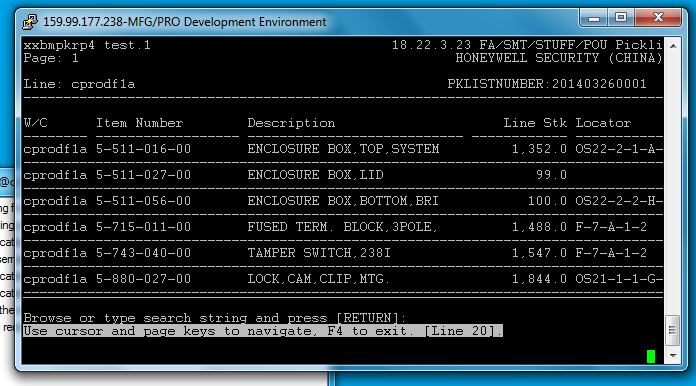 159.99.177.238-MFG/PRO Development Environment
xxbmpkrp4 test.1 18.22.3.23 FA/SMT/STUFF/POU Pickli
Page: 1 HONEYWELL SECURITY (CHINA)
Line: cprodf1a PKLISTNUMBER:201403260001
W/C Item Number Description Line Stk Locator
cprodf1a 5-511-016-00 ENCLOSURE BOX,TOP,SYSTEM 1,352.0 OS22-2-1-A-
cprodf1a 5-511-027-00 ENCLOSURE BOX,LID 99.0
cprodf1a 5-511-056-00 ENCLOSURE BOX,BOTTOM,BRI 100.0 OS22-2-2-H-
cprodf1a 5-715-011-00 FUSED TERM. BLOCK,3POLE, 1,488.0 F-7-A-1-2
cprodf1a 5-743-040-00 TAMPER SWITCH,238I 1,547.0 F-7-A-1-2
cprodf1a 5-880-027-00 LOCK,CAM,CLIP,MTG. 1,844.0 OS21-1-1-G-
Browse or type search string and press [RETURN]:
Use cursor and page keys to navigate, F4 to exit. [Line 20].